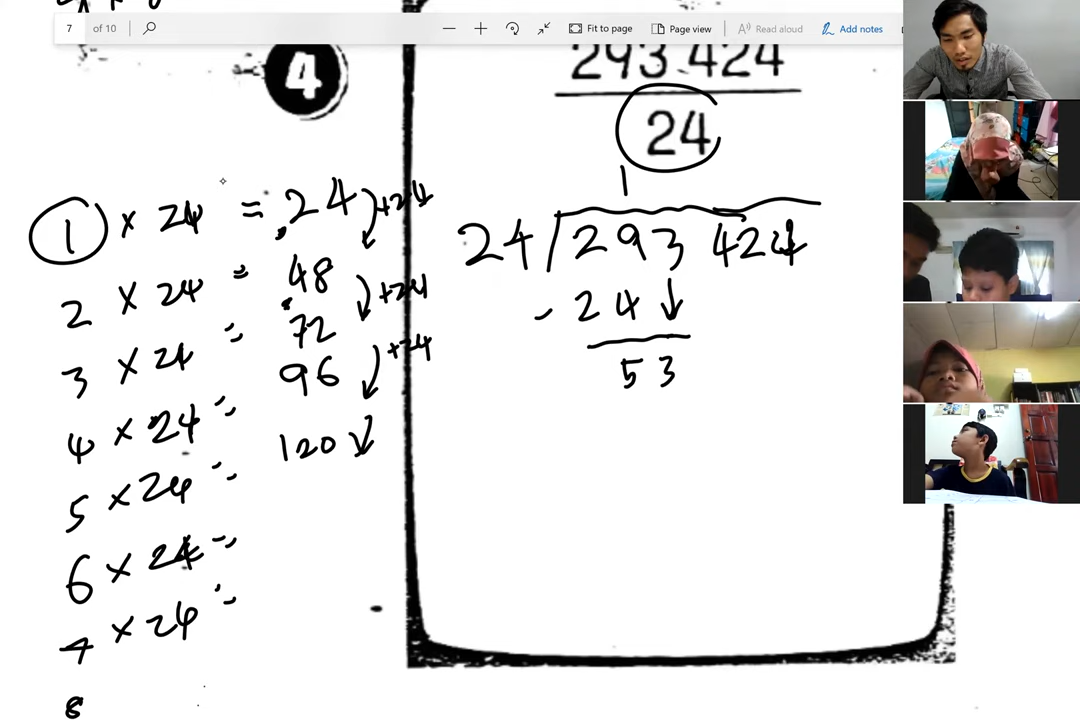 7 of 10 Fit to page Page view Read aloud Add notes
4
293 424
24
1 × 24 = 24 +24
2 × 24 = 48 +24
3 × 24 = 72 +24
4 × 24 = 96
5 × 24 = 120
6 × 24 =
7 × 24 =
8
1
24 293 424
- 24
53